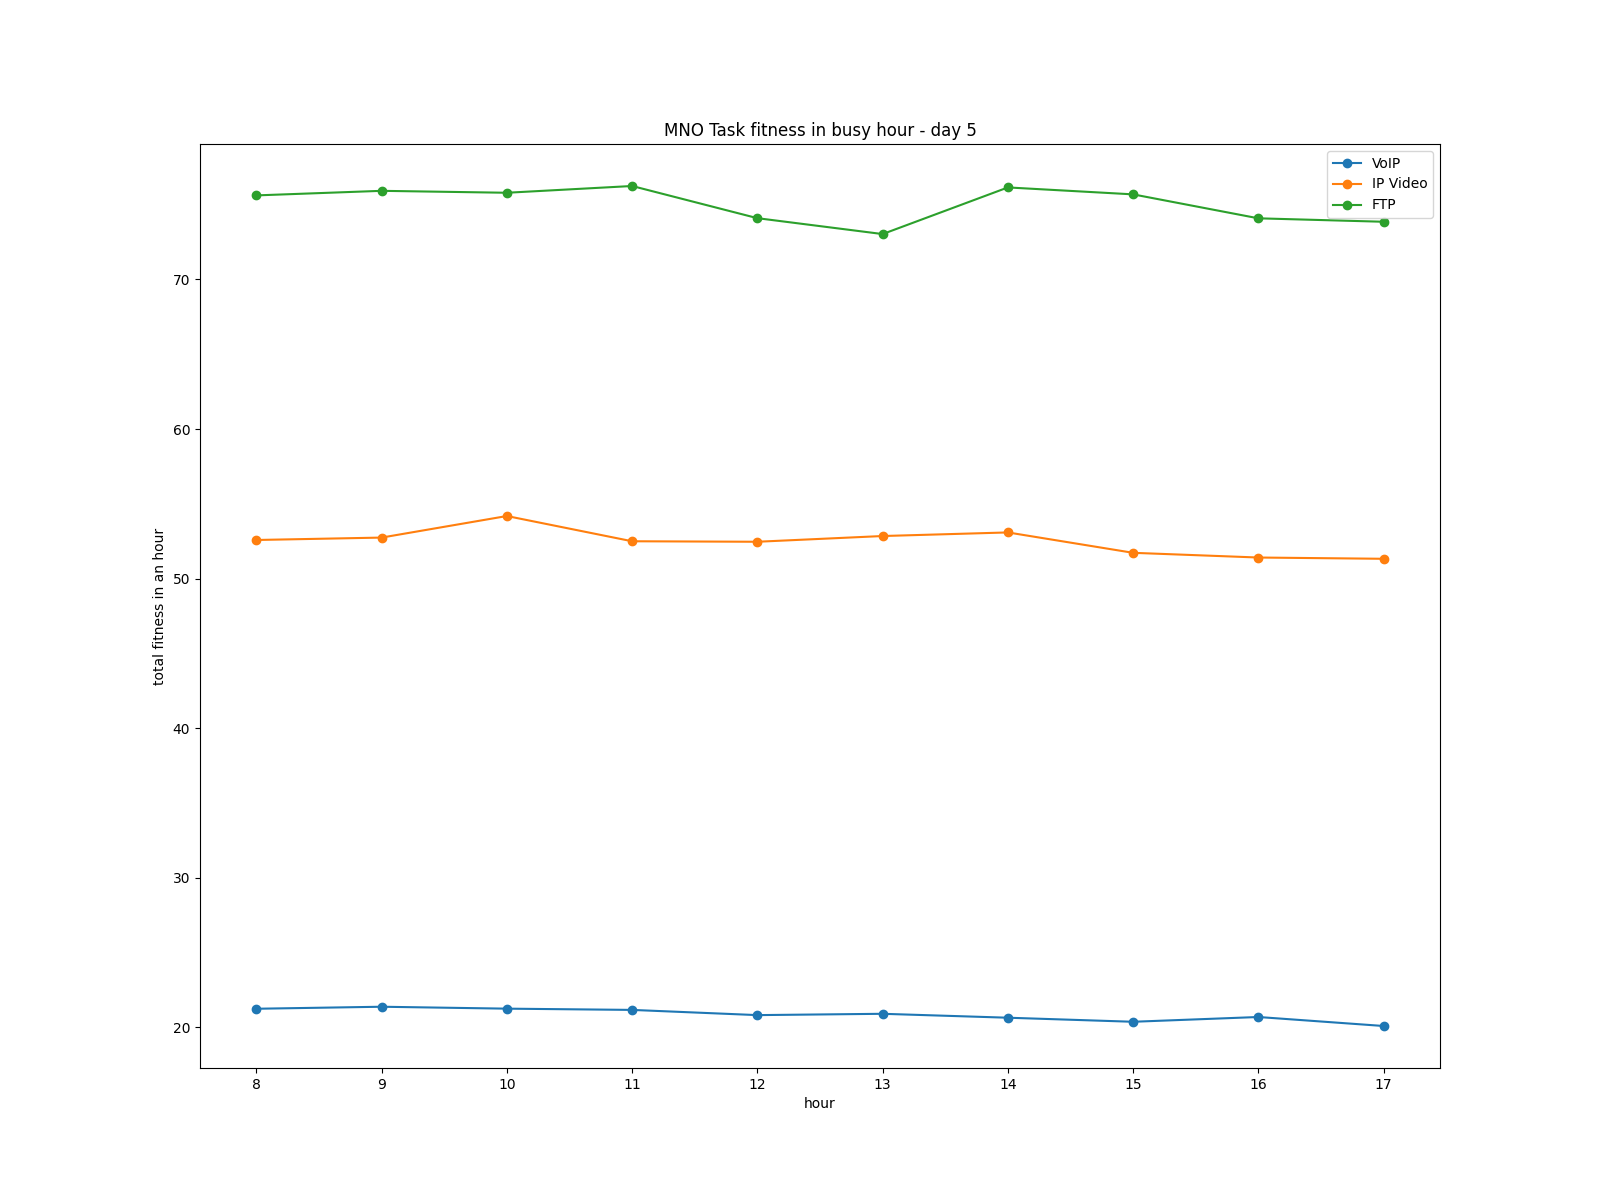 MNO Task fitness in busy hour - day 5
VoIP
IP Video
FTP
total fitness in an hour
70
60
50
40
30
20
8 9 10 11 12 13 14 15 16 17
hour